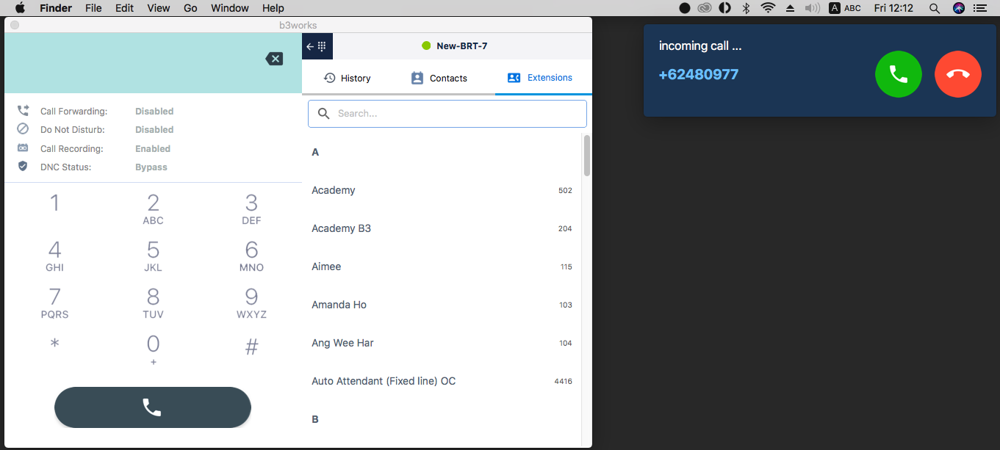 Finder File Edit View Go Window Help
A ABC Fri 12:12
b3works
New-BRT-7
History Contacts Extensions
Search...
Call Forwarding: Disabled
Do Not Disturb: Disabled
Call Recording: Enabled
DNC Status: Bypass
1 2 3
ABC DEF
4 5 6
GHI JKL MNO
7 8 9
PQRS TUV WXYZ
* 0 #
+
A
Academy 502
Academy B3 204
Aimee 115
Amanda Ho 103
Ang Wee Har 104
Auto Attendant (Fixed line) OC 4416
B
incoming call ...
+62480977